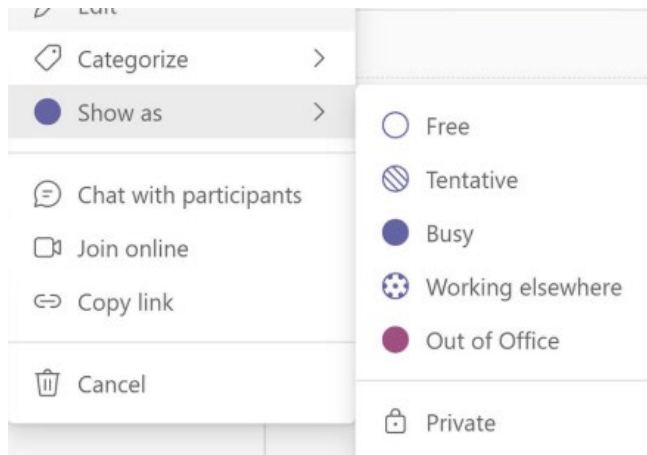 Edit
Categorize
Show as
Chat with participants
Join online
Copy link
Cancel
Free
Tentative
Busy
Working elsewhere
Out of Office
Private